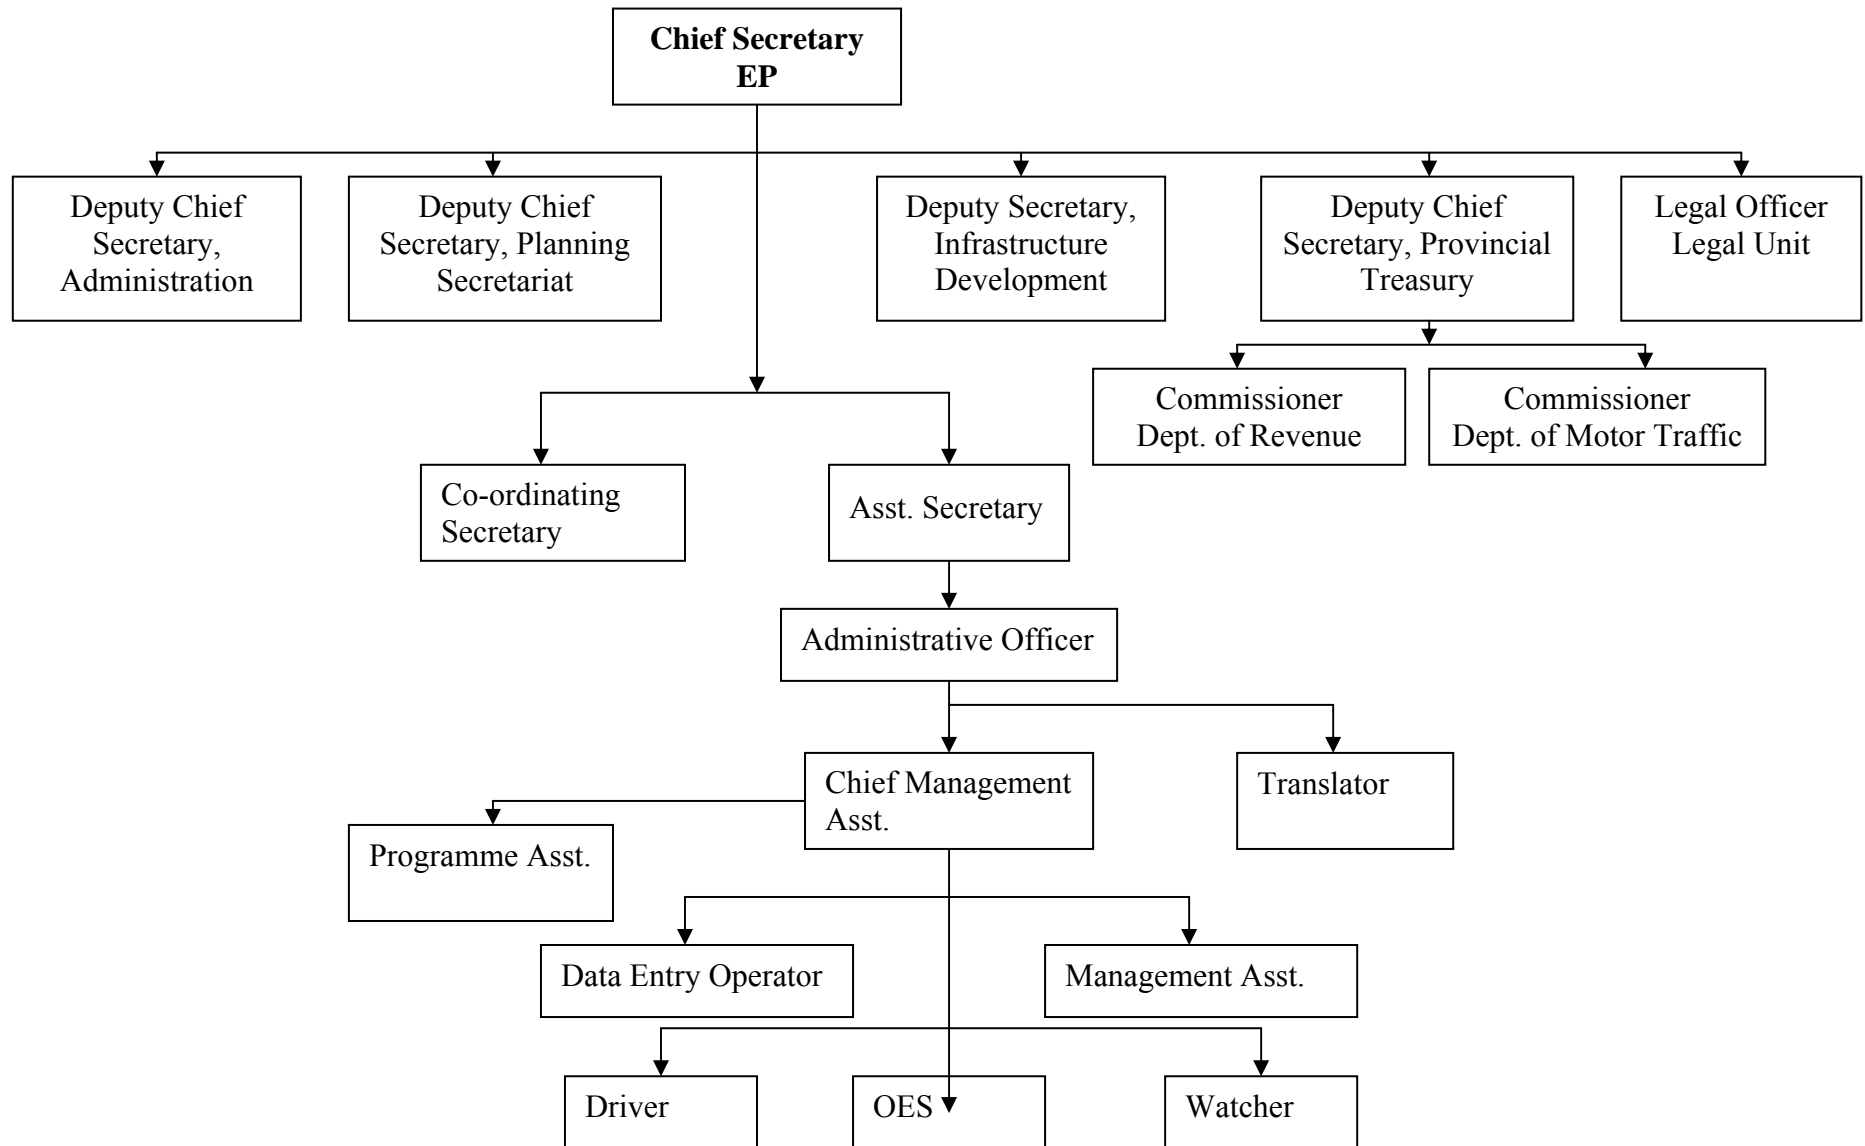 Chief Secretary
EP
Deputy Chief
Secretary,
Administration
Deputy Chief
Secretary, Planning
Secretariat
Deputy Secretary,
Infrastructure
Development
Deputy Chief
Secretary, Provincial
Treasury
Legal Officer
Legal Unit
Commissioner
Dept. of Revenue
Commissioner
Dept. of Motor Traffic
Co-ordinating
Secretary
Asst. Secretary
Administrative Officer
Chief Management
Asst.
Translator
Programme Asst.
Data Entry Operator
Management Asst.
Driver
OES
Watcher